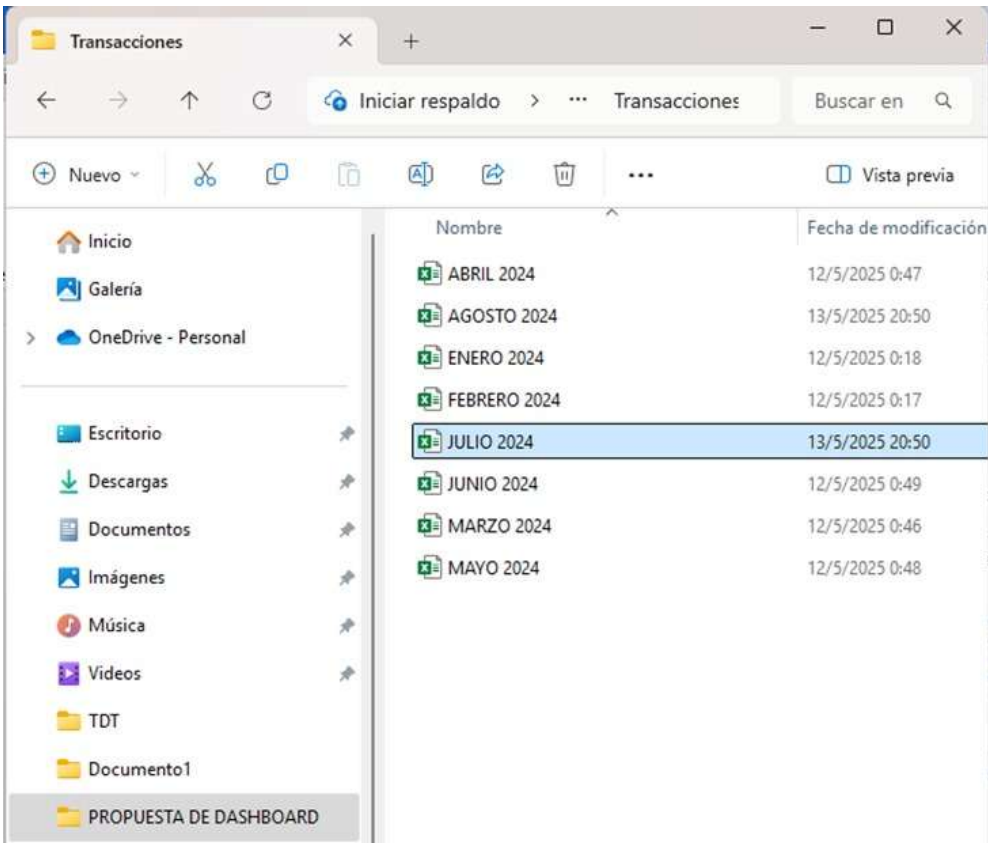 Transacciones
Iniciar respaldo > ... Transacciones Buscar en
Nuevo ... Vista previa
Inicio
Galería
OneDrive - Personal
Escritorio
Descargas
Documentos
Imágenes
Música
Videos
TDT
Documento1
PROPUESTA DE DASHBOARD
Nombre Fecha de modificación
ABRIL 2024 12/5/2025 0:47
AGOSTO 2024 13/5/2025 20:50
ENERO 2024 12/5/2025 0:18
FEBRERO 2024 12/5/2025 0:17
JULIO 2024 13/5/2025 20:50
JUNIO 2024 12/5/2025 0:49
MARZO 2024 12/5/2025 0:46
MAYO 2024 12/5/2025 0:48